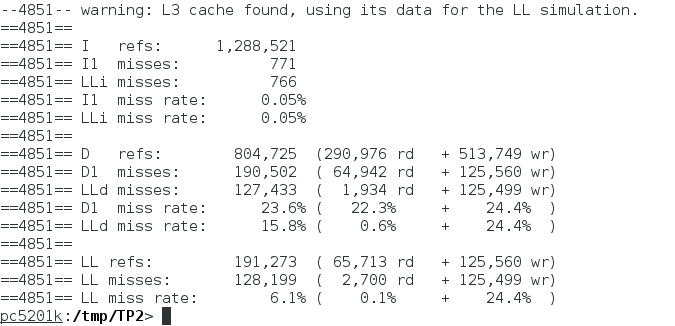 --4851-- warning: L3 cache found, using its data for the LL simulation.
==4851==
==4851== I   refs:      1,288,521
==4851== I1  misses:          771
==4851== LLi misses:          766
==4851== I1  miss rate:      0.05%
==4851== LLi miss rate:      0.05%
==4851==
==4851== D   refs:        804,725  (290,976 rd   + 513,749 wr)
==4851== D1  misses:      190,502  ( 64,942 rd   + 125,560 wr)
==4851== LLd misses:      127,433  (  1,934 rd   + 125,499 wr)
==4851== D1  miss rate:       23.6% (   22.3%     +    24.4%  )
==4851== LLd miss rate:       15.8% (    0.6%     +    24.4%  )
==4851==
==4851== LL refs:         191,273  ( 65,713 rd   + 125,560 wr)
==4851== LL misses:       128,199  (  2,700 rd   + 125,499 wr)
==4851== LL miss rate:         6.1% (    0.1%     +    24.4%  )
pc5201k:/tmp/TP2>